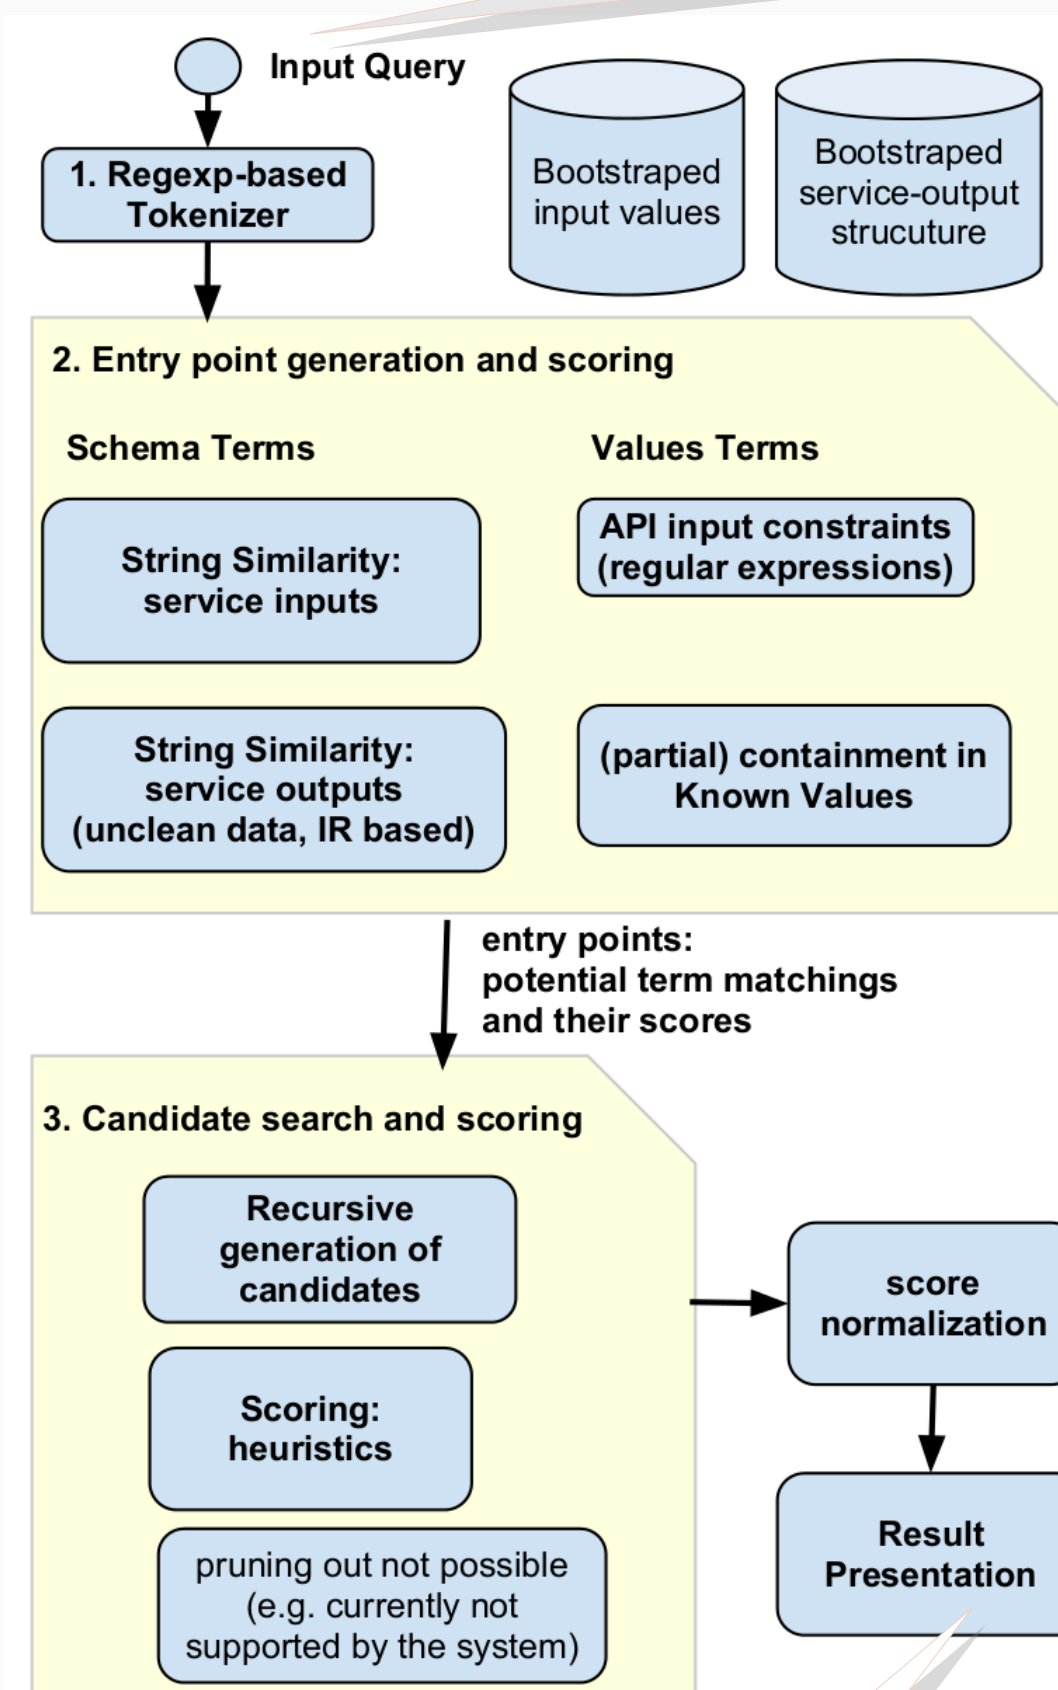 Input Query
1. Regexp-based
Tokenizer
Bootstraped
input values
Bootstraped
service-output
strucuture
2. Entry point generation and scoring
Schema Terms
Values Terms
String Similarity:
service inputs
API input constraints
(regular expressions)
String Similarity:
service outputs
(unclean data, IR based)
(partial) containment in
Known Values
entry points:
potential term matchings
and their scores
3. Candidate search and scoring
Recursive
generation of
candidates
Scoring:
heuristics
pruning out not possible
(e.g. currently not
supported by the system)
score
normalization
Result
Presentation